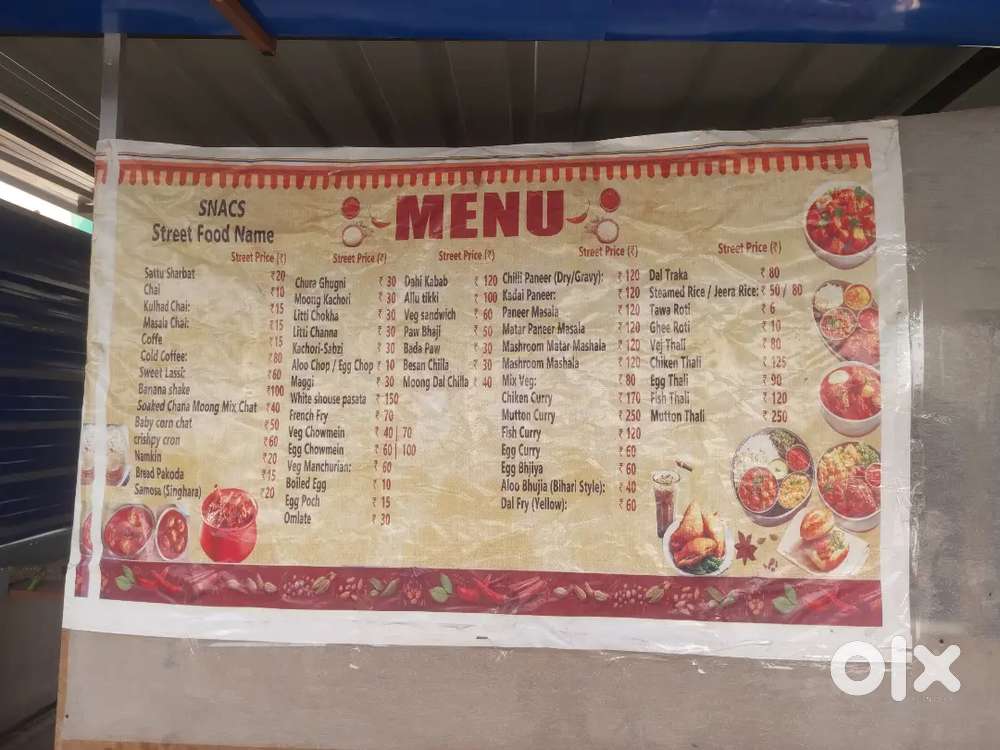 SNACS
Street Food Name
MENU
Street Price (₹)
Sattu Sharbat ₹20
Chai ₹10
Kulhad Chai: ₹15
Masala Chai: ₹15
Coffe ₹15
Cold Coffee: ₹80
Sweet Lassi: ₹60
Banana shake ₹100
Soaked Chana Moong Mix Chat ₹40
Baby corn chat ₹50
crishpy cron ₹60
Namkin ₹20
Bread Pakoda ₹15
Samosa (Singhara) ₹20
Street Price (₹)
Chura Ghugni ₹ 30
Moong Kachori ₹ 30
Litti Chokha ₹ 30
Litti Channa ₹ 30
Kachori-Sabzi ₹ 30
Aloo Chop / Egg Chop ₹ 10
Maggi ₹ 30
White shouse pasata ₹ 150
French Fry ₹ 70
Veg Chowmein ₹ 40 | 70
Egg Chowmein ₹ 60 | 100
Veg Manchurian: ₹ 60
Boiled Egg ₹ 10
Egg Poch ₹ 15
Omlate ₹ 30
Street Price (₹)
Dahi Kabab ₹ 120
Allu tikki ₹ 100
Veg sandwich ₹ 60
Paw Bhaji ₹ 50
Bada Paw ₹ 30
Besan Chilla ₹ 30
Moong Dal Chilla ₹ 40
Street Price (₹)
Chilli Paneer (Dry/Gravy): ₹ 120
Kadai Paneer: ₹ 120
Paneer Masala ₹ 120
Matar Paneer Masala ₹ 120
Mashroom Matar Mashala ₹ 120
Mashroom Mashala ₹ 120
Mix Veg: ₹ 80
Chiken Curry ₹ 170
Mutton Curry ₹ 250
Fish Curry ₹ 120
Egg Curry ₹ 60
Egg Bhjiya ₹ 60
Aloo Bhujia (Bihari Style): ₹ 40
Dal Fry (Yellow): ₹ 60
Street Price (₹)
Dal Traka ₹ 80
Steamed Rice / Jeera Rice: ₹ 50 / 80
Tawa Roti ₹ 6
Ghee Roti ₹ 10
Vej Thali ₹ 80
Chiken Thali ₹ 125
Egg Thali ₹ 90
Fish Thali ₹ 120
Mutton Thali ₹ 250
olx